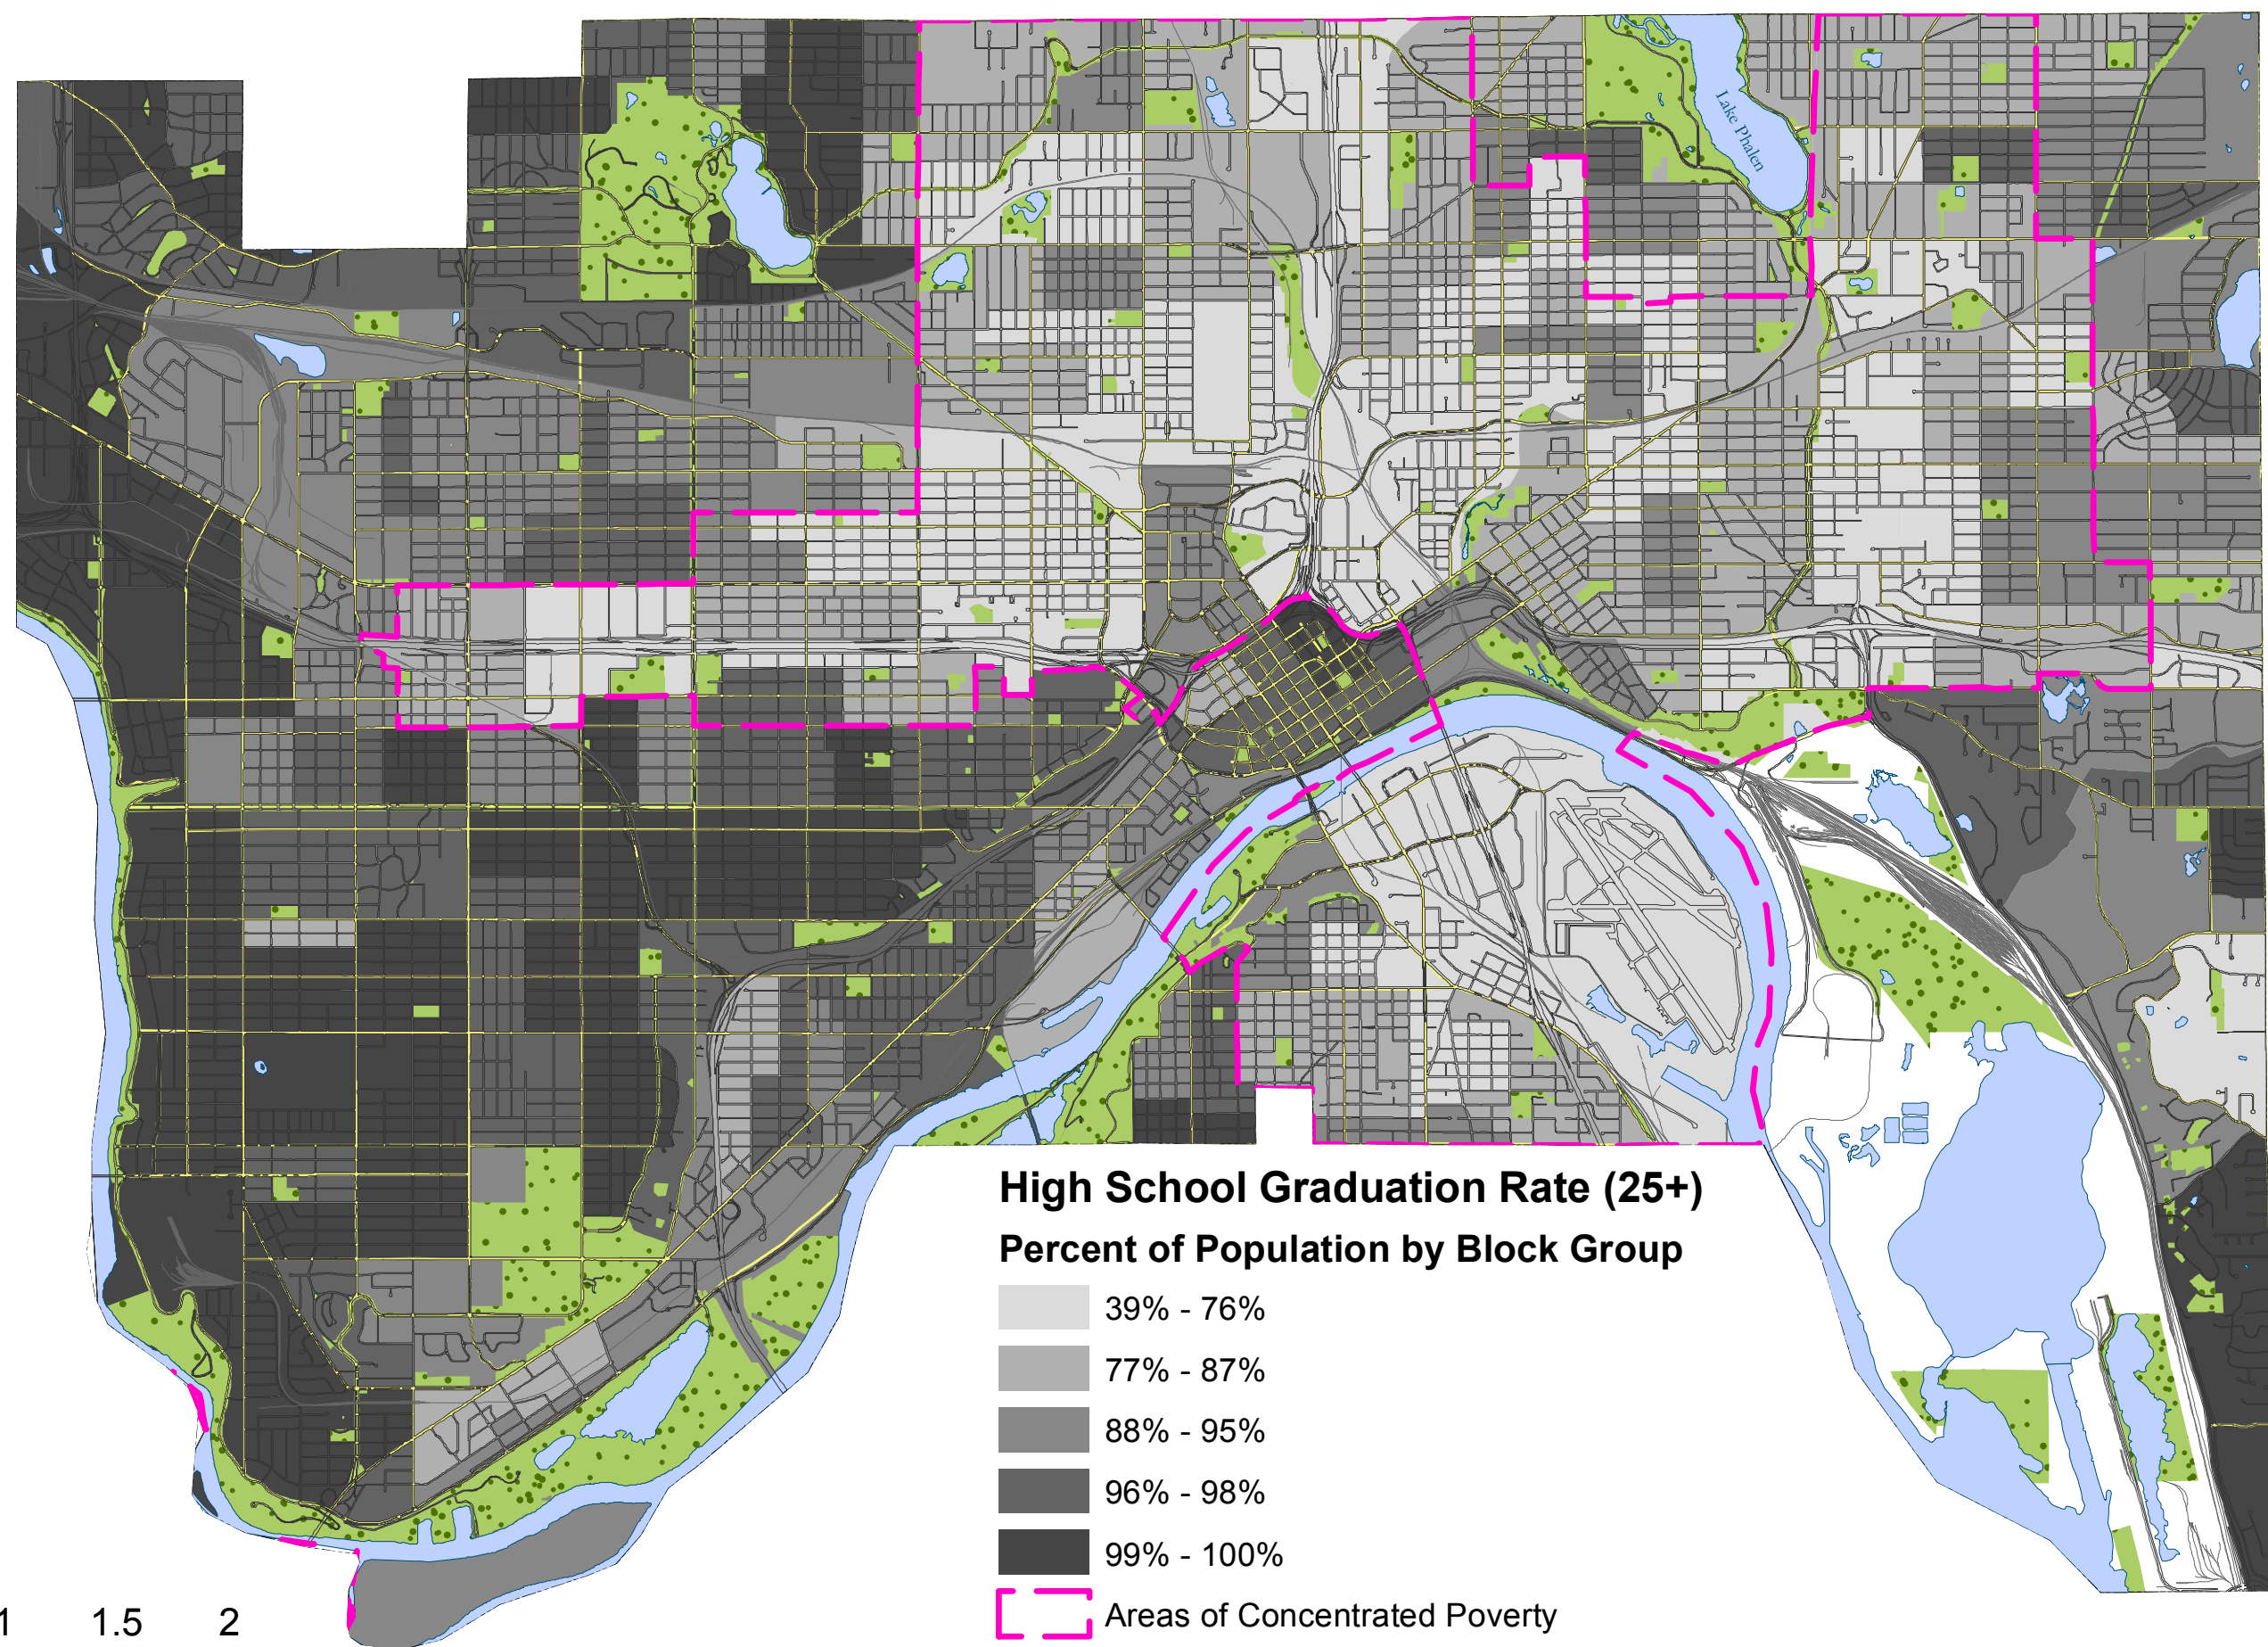 Lake Phalen
High School Graduation Rate (25+)
Percent of Population by Block Group
39% - 76%
77% - 87%
88% - 95%
96% - 98%
99% - 100%
Areas of Concentrated Poverty
1 1.5 2